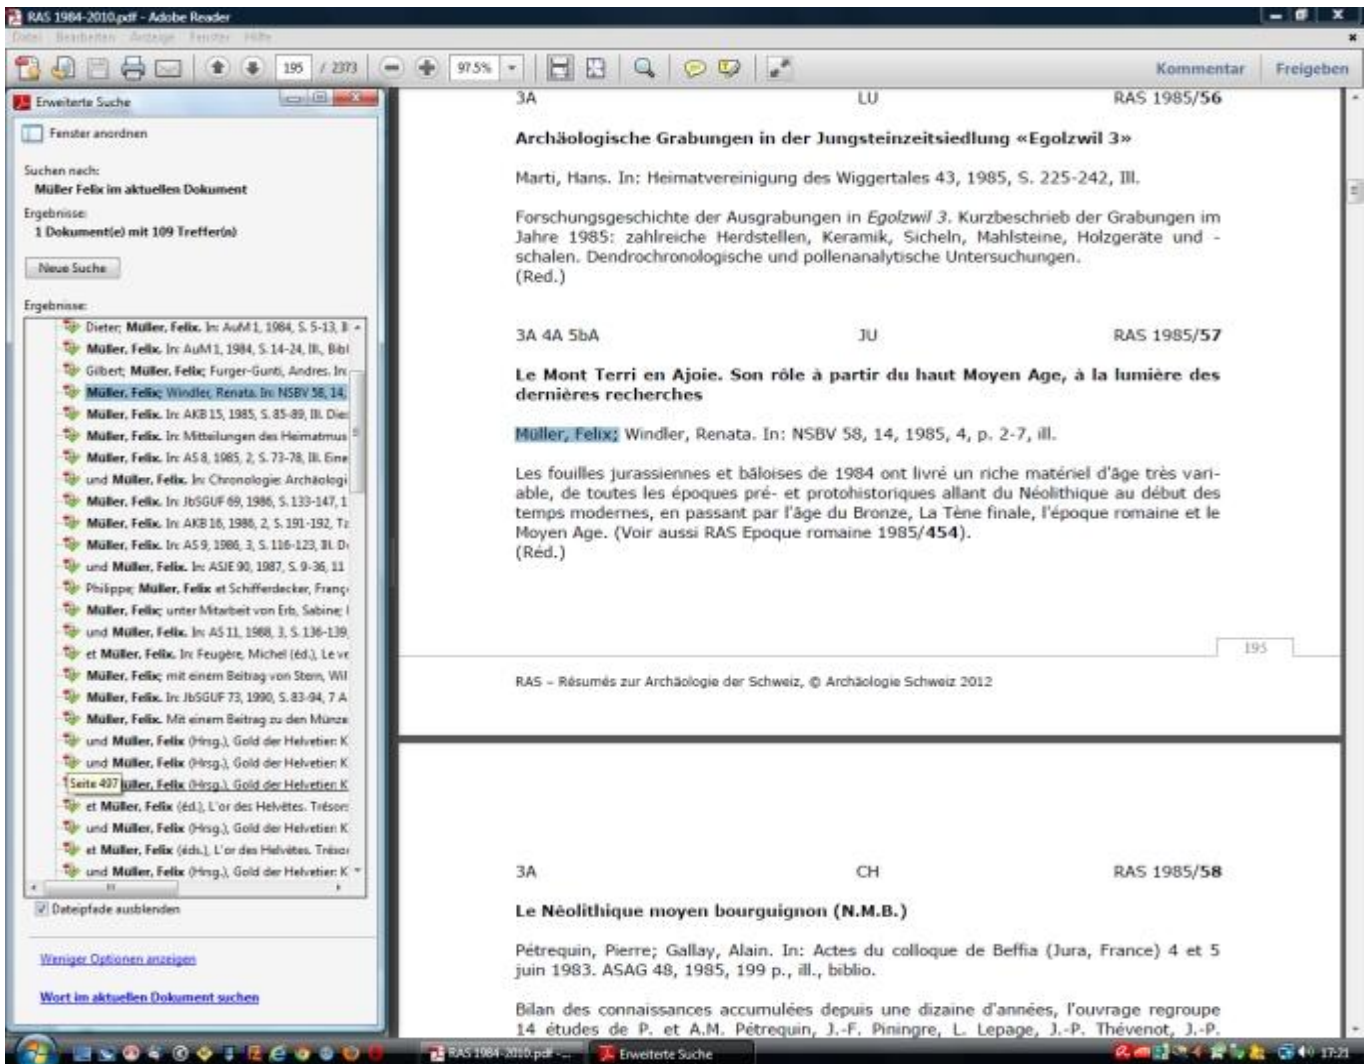 RAS 1984-2010.pdf - Adobe Reader
Datei Bearbeiten Anzeige Fenster Hilfe
195 / 2373 97.5% Kommentar Freigeben
Erweiterte Suche
Fenster anordnen
Suchen nach:
Müller Felix im aktuellen Dokument
Ergebnisse:
1 Dokument(e) mit 109 Treffer(n)
Neue Suche
Ergebnisse:
Dieter; Müller, Felix. In: AuM 1, 1984, S. 5-13, Il
Müller, Felix. In: AuM 1, 1984, S. 14-24, Ill., Bibl
Gilbert; Müller, Felix; Furger-Gunti, Andres. In:
Müller, Felix; Windler, Renata. In: NSBV 58, 14,
Müller, Felix. In: AKB 15, 1985, S. 85-89, Ill. Dies
Müller, Felix. In: Mitteilungen des Heimatmus
Müller, Felix. In: AS 8, 1985, 2, S. 73-78, Ill. Eine
und Müller, Felix. In: Chronologie: Archäologi
Müller, Felix. In: JbSGUF 69, 1986, S. 133-147, 1
Müller, Felix. In: AKB 16, 1986, 2, S. 191-192, Ta
Müller, Felix. In: AS 9, 1986, 3, S. 116-123, Ill. D
und Müller, Felix. In: ASJE 90, 1987, S. 9-36, 11
Philippe; Müller, Felix et Schifferdecker, Franç
Müller, Felix; unter Mitarbeit von Erb, Sabine;
und Müller, Felix. In: AS 11, 1988, 3, S. 136-139,
et Müller, Felix. In: Feugère, Michel (éd.), Le ve
Müller, Felix; mit einem Beitrag von Stern, Wil
Müller, Felix. In: JbSGUF 73, 1990, S. 83-94, 7 A
Müller, Felix. Mit einem Beitrag zu den Münze
und Müller, Felix (Hrsg.), Gold der Helvetier: K
und Müller, Felix (Hrsg.), Gold der Helvetier: K
Seite 497 Müller, Felix (Hrsg.), Gold der Helvetier: K
et Müller, Felix (éd.), L'or des Helvètes. Trésors
und Müller, Felix (Hrsg.), Gold der Helvetier: K
et Müller, Felix (éds.), L'or des Helvètes. Trésor
und Müller, Felix (Hrsg.), Gold der Helvetier: K
Dateipfade ausblenden
Weniger Optionen anzeigen
Wort im aktuellen Dokument suchen
3A LU RAS 1985/56
Archäologische Grabungen in der Jungsteinzeitsiedlung «Egolzwil 3»
Marti, Hans. In: Heimatvereinigung des Wiggertales 43, 1985, S. 225-242, Ill.
Forschungsgeschichte der Ausgrabungen in Egolzwil 3. Kurzbeschrieb der Grabungen im
Jahre 1985: zahlreiche Herdstellen, Keramik, Sicheln, Mahlsteine, Holzgeräte und -
schalen. Dendrochronologische und pollenanalytische Untersuchungen.
(Red.)
3A 4A 5bA JU RAS 1985/57
Le Mont Terri en Ajoie. Son rôle à partir du haut Moyen Age, à la lumière des
dernières recherches
Müller, Felix; Windler, Renata. In: NSBV 58, 14, 1985, 4, p. 2-7, ill.
Les fouilles jurassiennes et bâloises de 1984 ont livré un riche matériel d'âge très vari-
able, de toutes les époques pré- et protohistoriques allant du Néolithique au début des
temps modernes, en passant par l'âge du Bronze, La Tène finale, l'époque romaine et le
Moyen Age. (Voir aussi RAS Epoque romaine 1985/454).
(Réd.)
195
RAS – Résumés zur Archäologie der Schweiz, © Archäologie Schweiz 2012
3A CH RAS 1985/58
Le Néolithique moyen bourguignon (N.M.B.)
Pétrequin, Pierre; Gallay, Alain. In: Actes du colloque de Beffia (Jura, France) 4 et 5
juin 1983. ASAG 48, 1985, 199 p., ill., biblio.
Bilan des connaissances accumulées depuis une dizaine d'années, l'ouvrage regroupe
14 études de P. et A.M. Pétrequin, J.-F. Piningre, L. Lepage, J.-P. Thévenot, J.-P.
RAS 1984-2010.pdf -... Erweiterte Suche 17:21